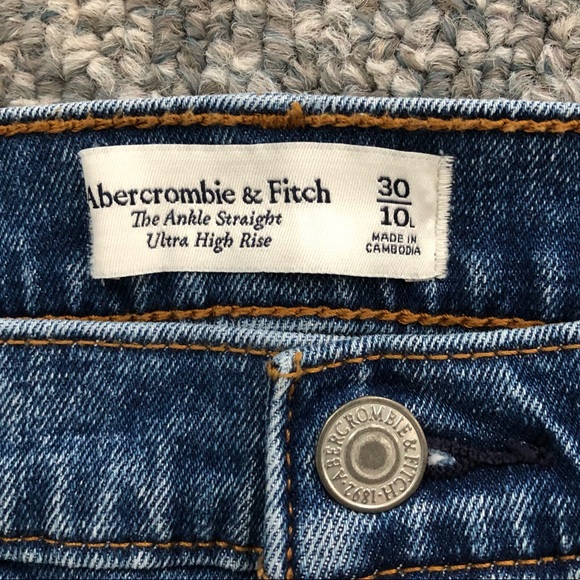 Abercrombie & Fitch
The Ankle Straight
Ultra High Rise
30
10L
MADE IN
CAMBODIA
ABERCROMBIE & FITCH · 1892 ·